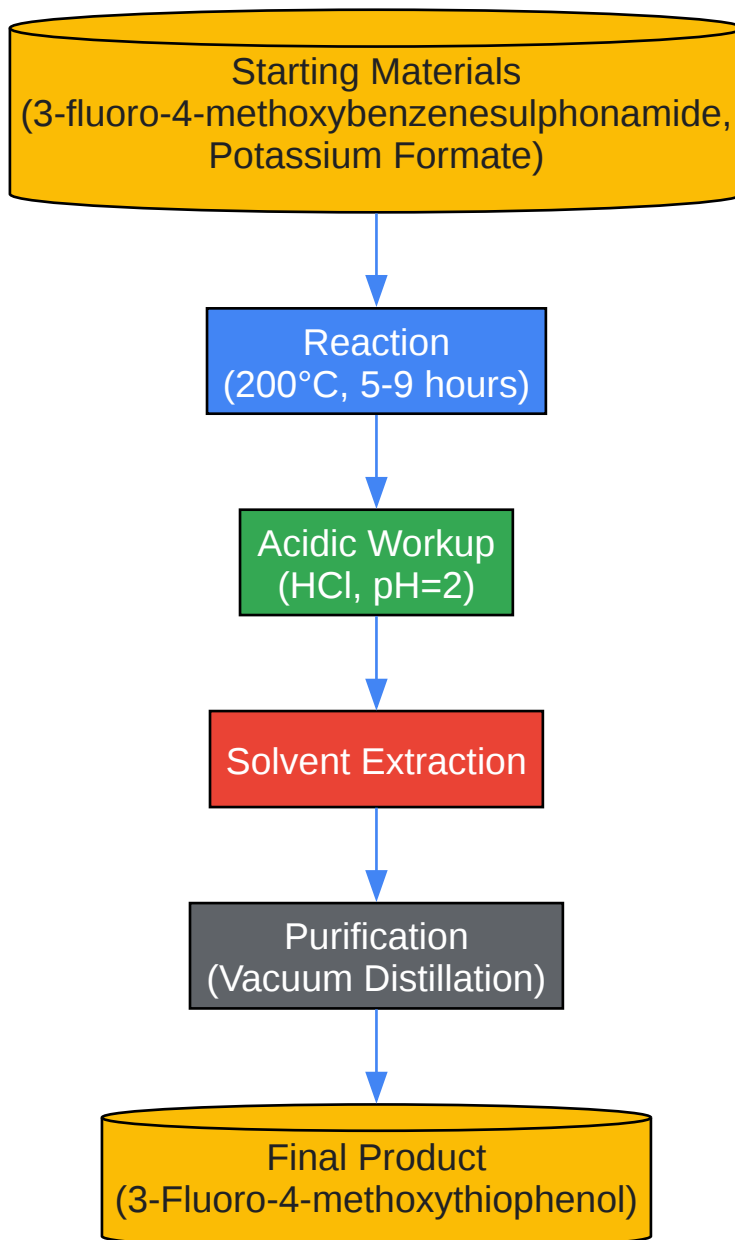 Starting Materials
(3-fluoro-4-methoxybenzenesulphonamide,
Potassium Formate)
Reaction
(200°C, 5-9 hours)
Acidic Workup
(HCl, pH=2)
Solvent Extraction
Purification
(Vacuum Distillation)
Final Product
(3-Fluoro-4-methoxythiophenol)